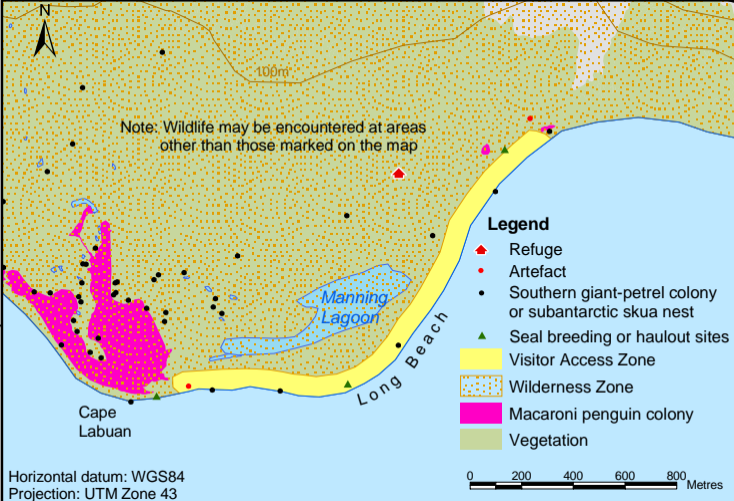 N
100m
Note: Wildlife may be encountered at areas
other than those marked on the map
Legend
Refuge
Artefact
Southern giant-petrel colony
or subantarctic skua nest
Seal breeding or haulout sites
Visitor Access Zone
Wilderness Zone
Macaroni penguin colony
Vegetation
Manning
Lagoon
Long Beach
Cape
Labuan
Horizontal datum: WGS84
Projection: UTM Zone 43
0 200 400 600 800
Metres